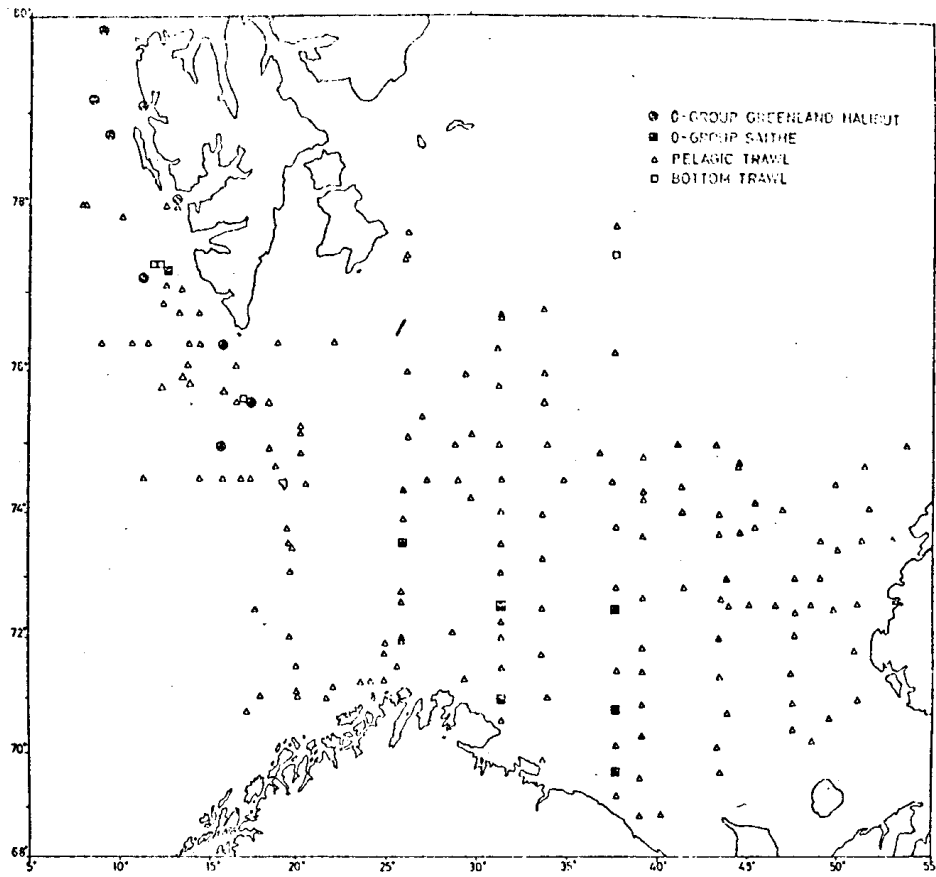 80°
0-GROUP GREENLAND HALIBUT
0-GROUP SAITHE
PELAGIC TRAWL
BOTTOM TRAWL
78°
76°
74°
72°
70°
68°
5° 10° 15° 20° 25° 30° 35° 40° 45° 50° 55